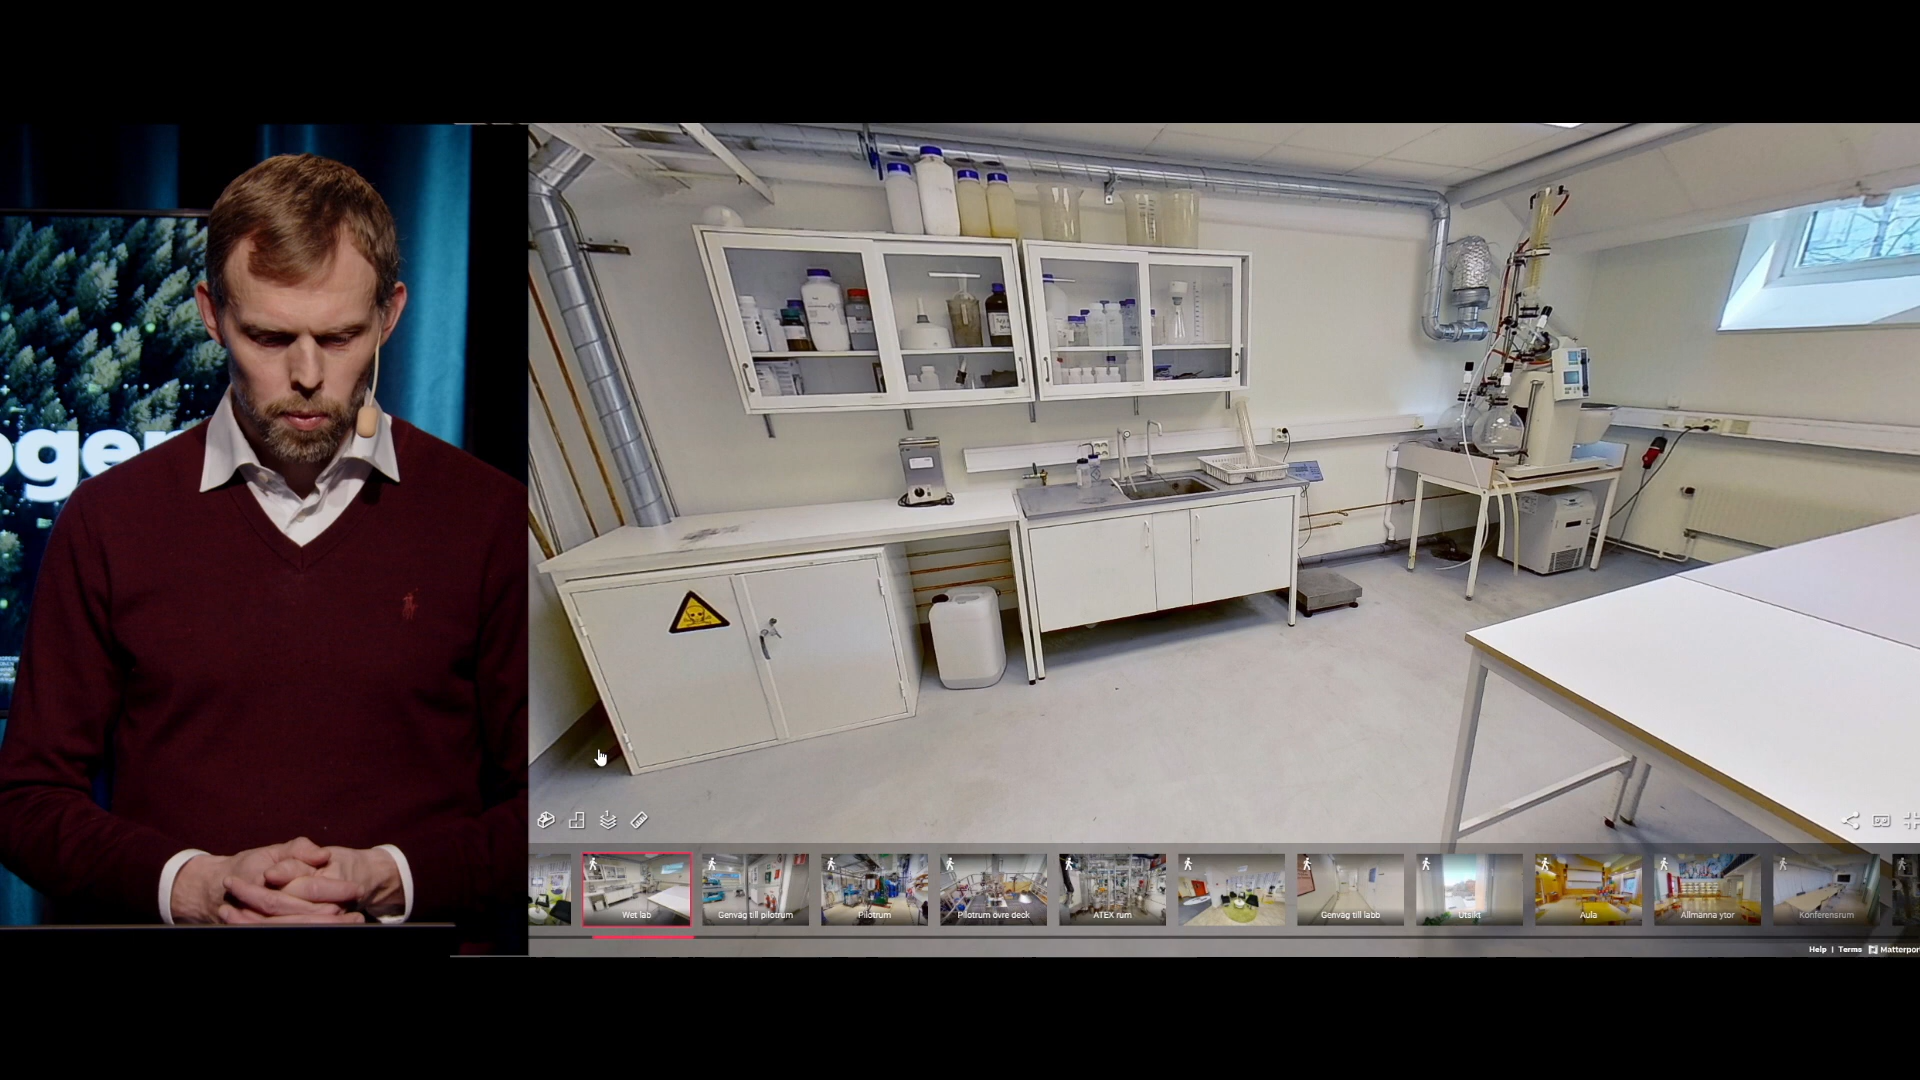 oger
Wet lab
Genväg till pilotrum
Pilotrum
Pilotrum övre deck
ATEX rum
Genväg till labb
Utsikt
Aula
Allmänna ytor
Konferensrum
Help | Terms Matterpor